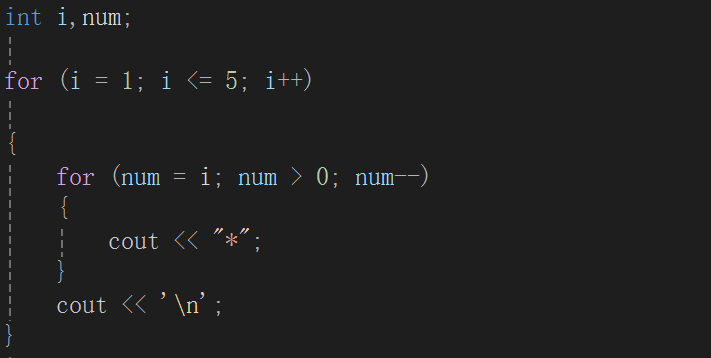 int i,num;
for (i = 1; i <= 5; i++)
{
    for (num = i; num > 0; num--)
    {
        cout << "*";
    }
    cout << '\n';
}